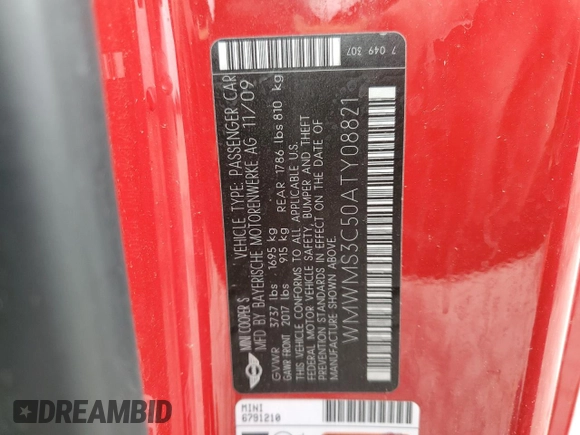 MINI COOPER S
VEHICLE TYPE: PASSENGER CAR
MFD BY BAYERISCHE MOTORENWERKE AG 11/09
GVWR 3737 lbs 1695 kg
GAWR FRONT 2017 lbs 915 kg REAR 1786 lbs 810 kg
THIS VEHICLE CONFORMS TO ALL APPLICABLE U.S.
FEDERAL MOTOR VEHICLE SAFETY, BUMPER AND THEFT
PREVENTION STANDARDS IN EFFECT ON THE DATE OF
MANUFACTURE SHOWN ABOVE.
WMWMS3C50ATY08821
7 049 307
MINI
6791210
DREAMBID